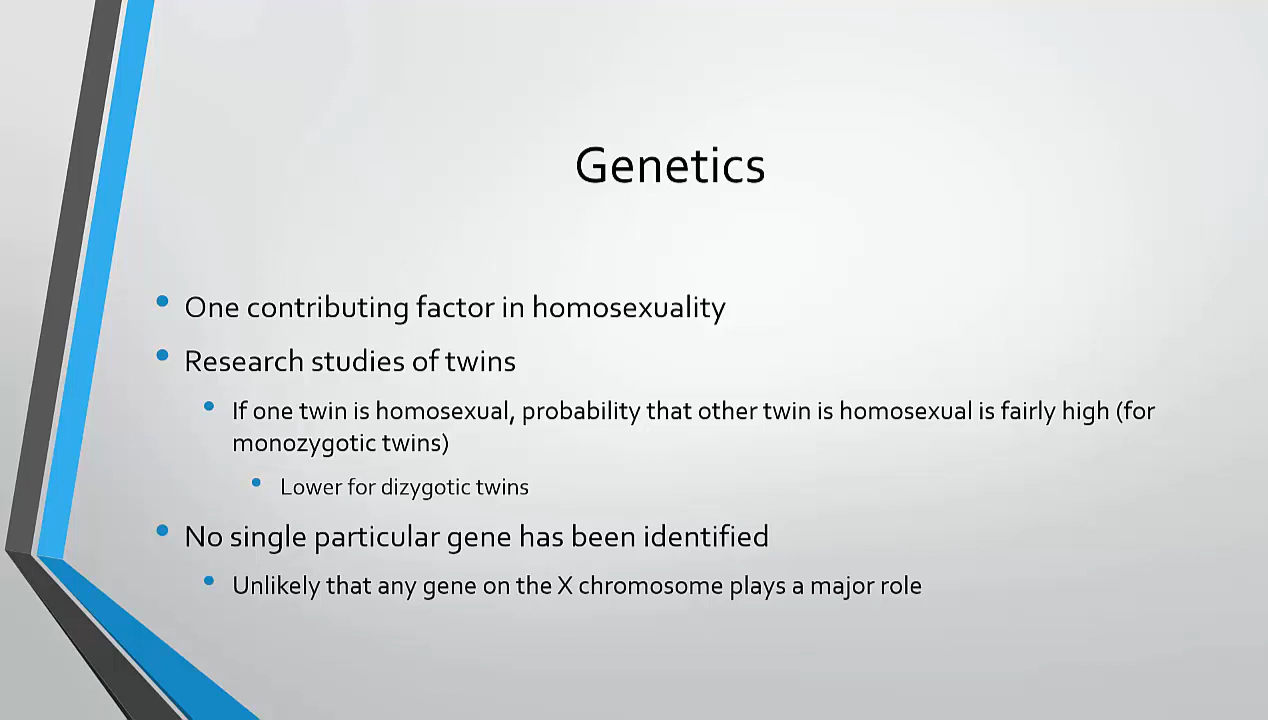 Genetics
• One contributing factor in homosexuality
• Research studies of twins
• If one twin is homosexual, probability that other twin is homosexual is fairly high (for
monozygotic twins)
• Lower for dizygotic twins
• No single particular gene has been identified
• Unlikely that any gene on the X chromosome plays a major role